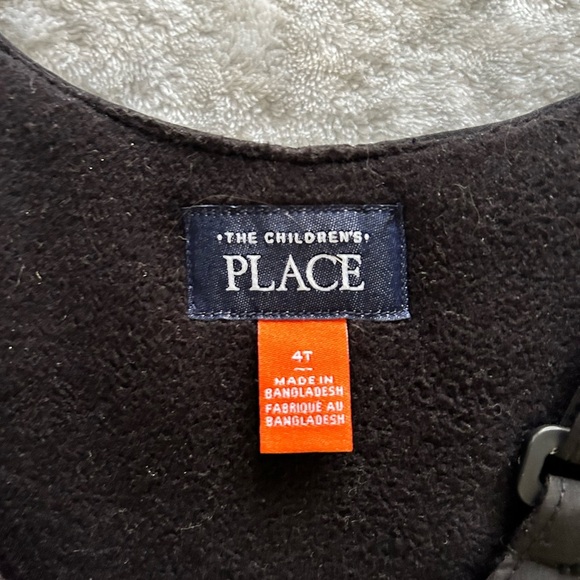 •THE CHILDREN'S•
PLACE
4T
~
MADE IN
BANGLADESH
FABRIQUÉ AU
BANGLADESH